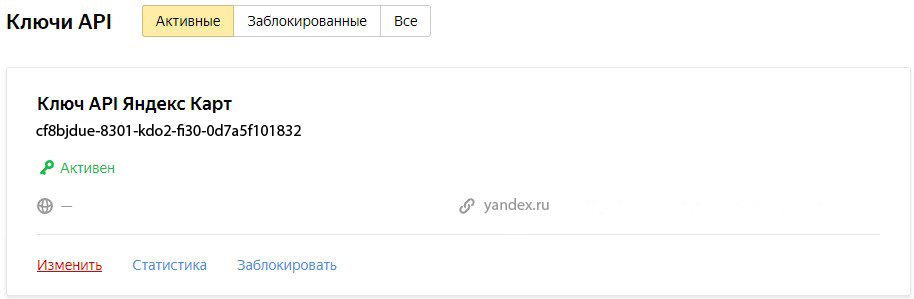 Ключи API Активные Заблокированные Все
Ключ API Яндекс Карт
cf8bjdue-8301-kdo2-fi30-0d7a5f101832
Активен
— yandex.ru
Изменить Статистика Заблокировать